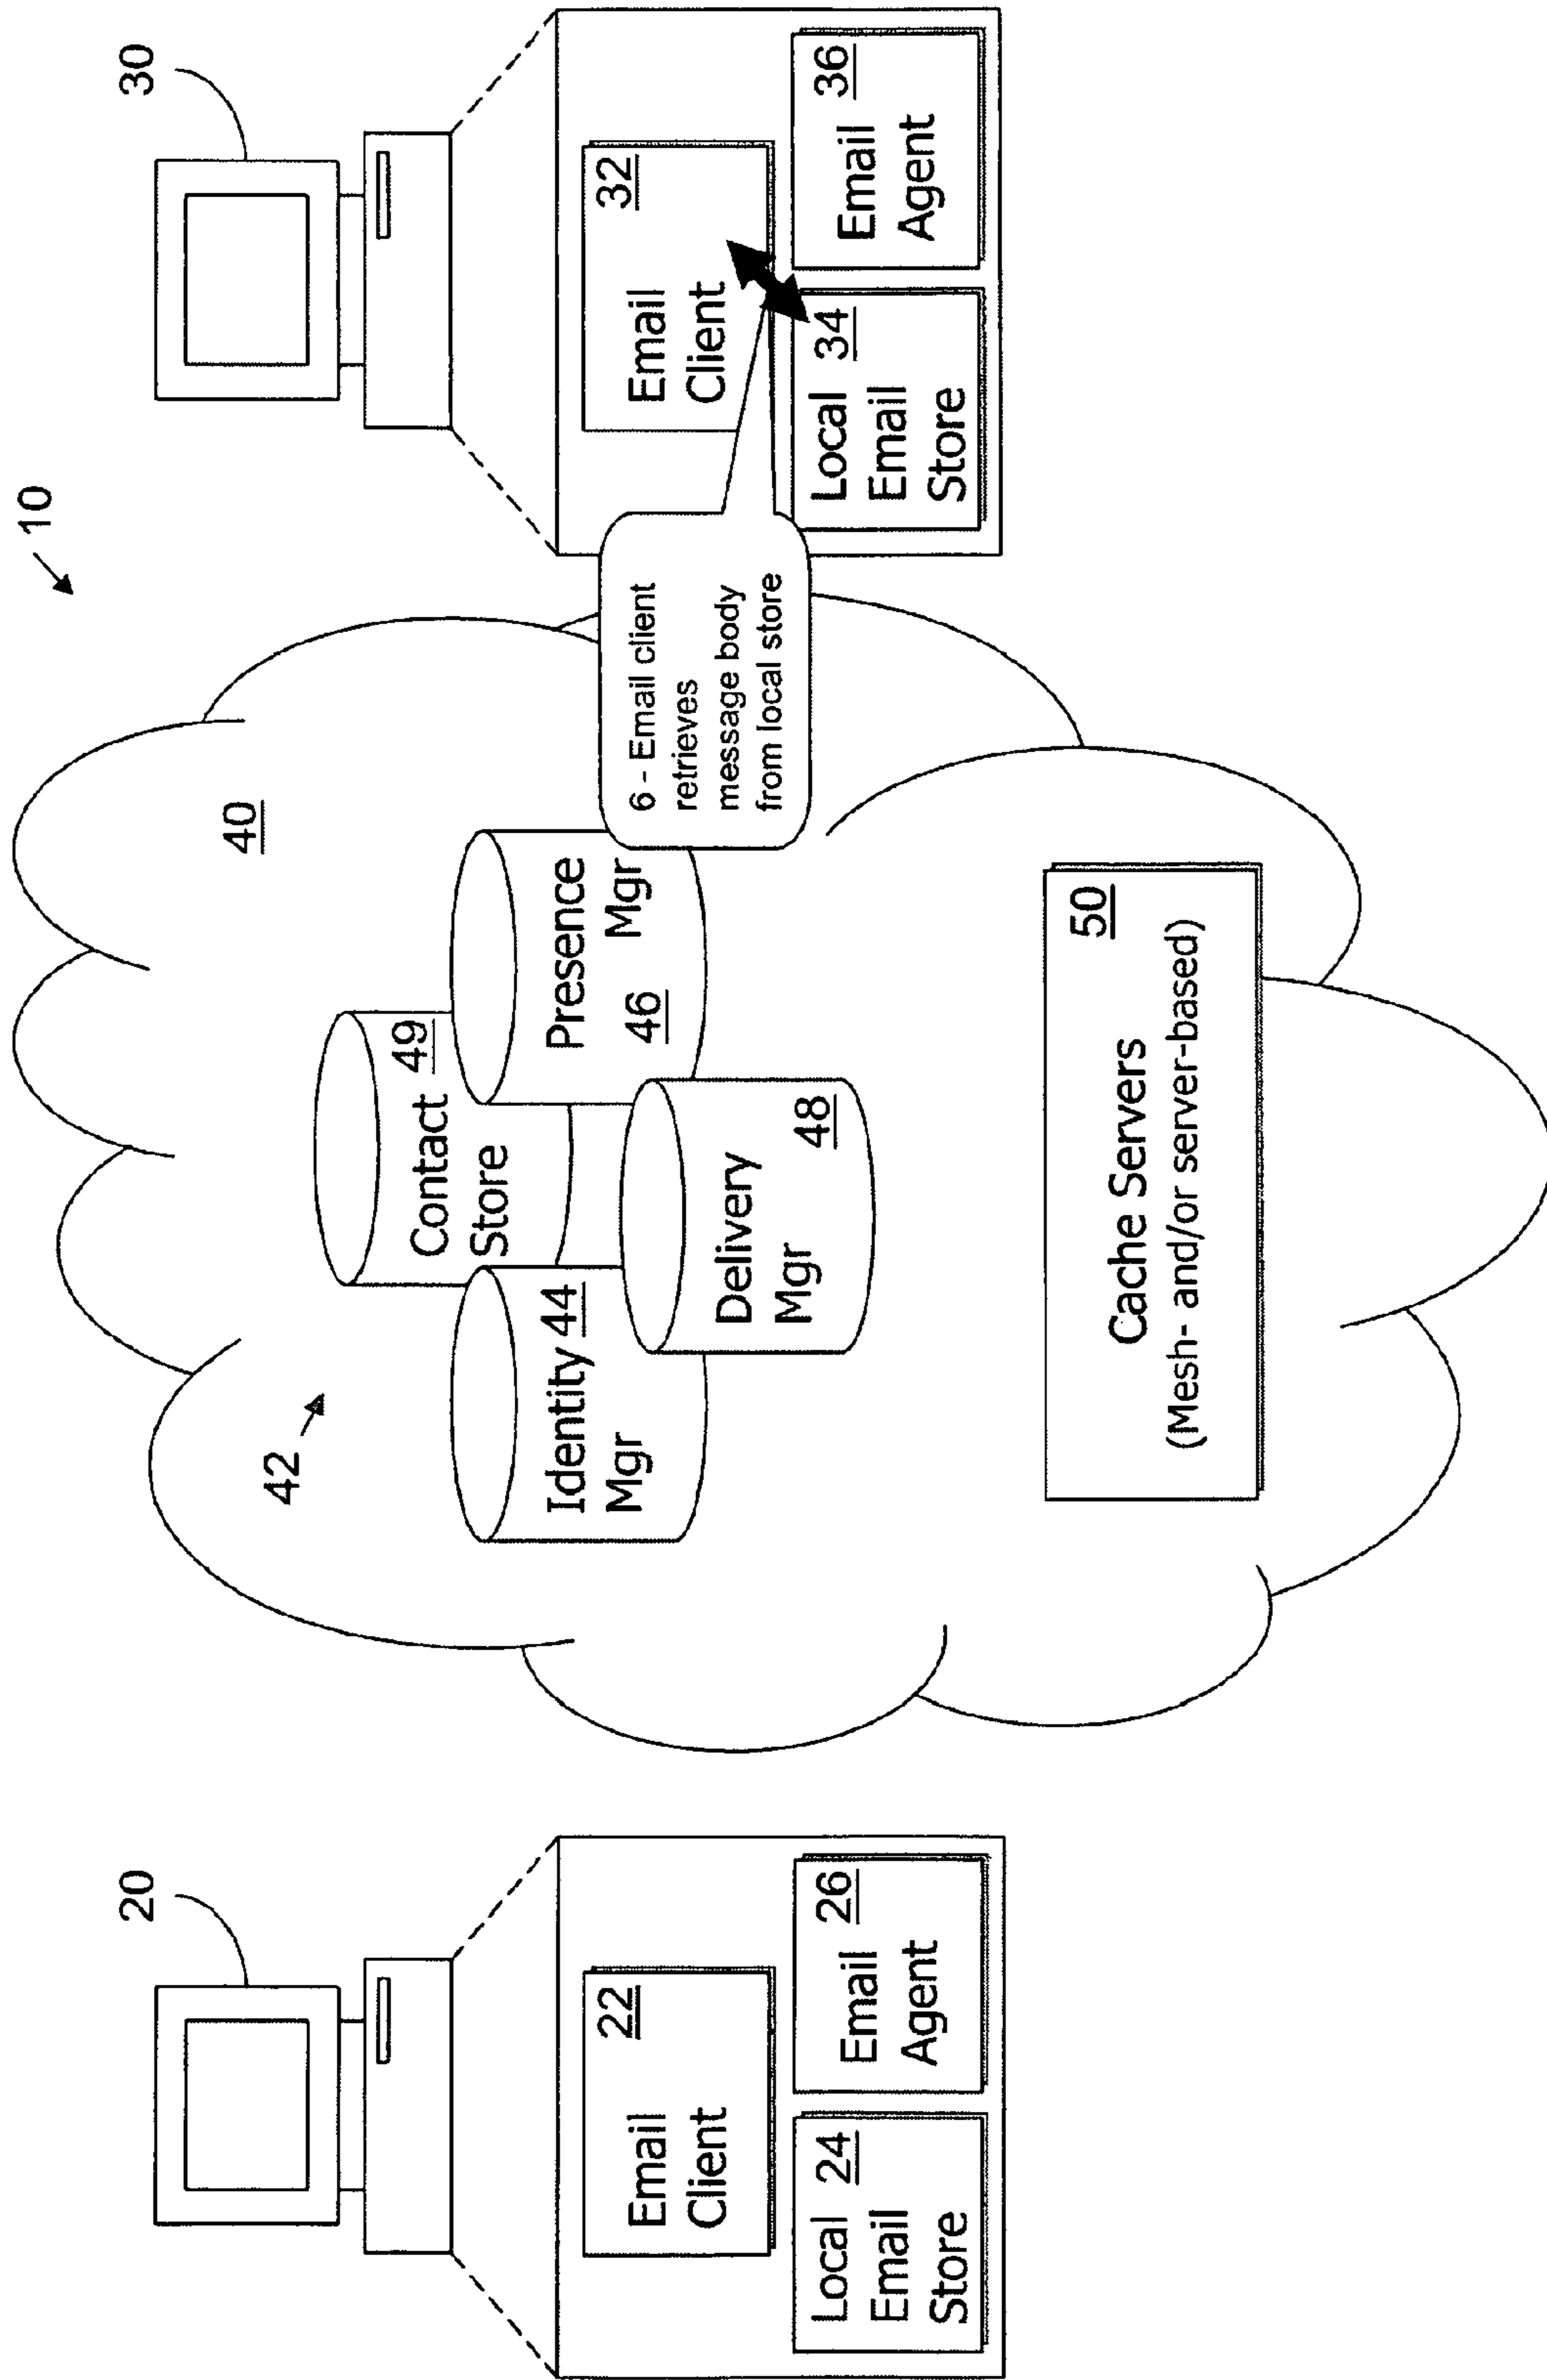 10
20
22
Email
Client
Local 24
Email
Store
26
Email
Agent
40
42
Contact 49
Store
Identity 44
Mgr
Presence
46 Mgr
Delivery
Mgr 48
50
Cache Servers
(Mesh- and/or server-based)
6 - Email client
retrieves
message body
from local store
30
32
Email
Client
Local 34
Email
Store
36
Email
Agent